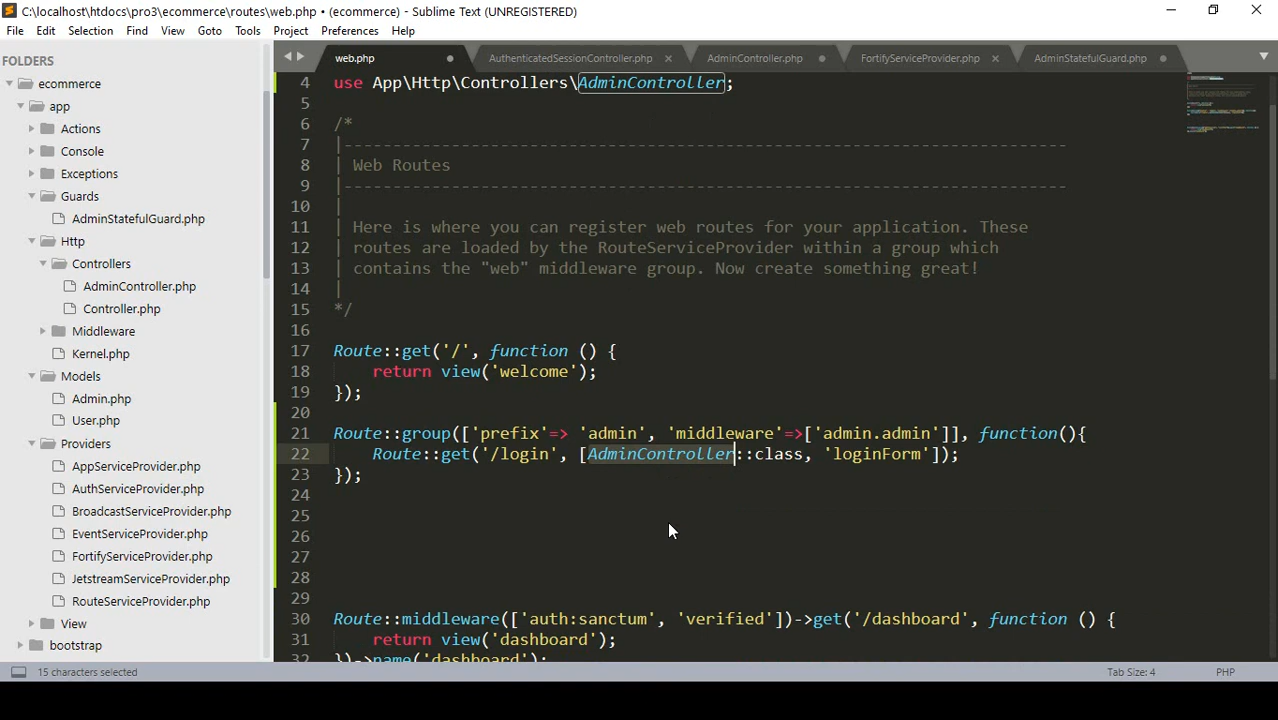 C:\xampp\htdocs\pro3\ecommerce\routes\web.php • (ecommerce) - Sublime Text (UNREGISTERED)
File Edit Selection Find View Goto Tools Project Preferences Help
web.php AuthenticatedSessionController.php AdminController.php FortifyServiceProvider.php AdminStatefulGuard.php
FOLDERS
ecommerce
app
Actions
Console
Exceptions
Guards
AdminStatefulGuard.php
Http
Controllers
AdminController.php
Controller.php
Middleware
Kernel.php
Models
Admin.php
User.php
Providers
AppServiceProvider.php
AuthServiceProvider.php
BroadcastServiceProvider.php
EventServiceProvider.php
FortifyServiceProvider.php
JetstreamServiceProvider.php
RouteServiceProvider.php
View
bootstrap
4 use App\Http\Controllers\AdminController;
5
6 /*
7 |--------------------------------------------------------------------------
8 | Web Routes
9 |--------------------------------------------------------------------------
10 |
11 | Here is where you can register web routes for your application. These
12 | routes are loaded by the RouteServiceProvider within a group which
13 | contains the "web" middleware group. Now create something great!
14 |
15 */
16
17 Route::get('/', function () {
18     return view('welcome');
19 });
20
21 Route::group(['prefix'=> 'admin', 'middleware'=>['admin.admin']], function(){
22     Route::get('/login', [AdminController::class, 'loginForm']);
23 });
24
25
26
27
28
29
30 Route::middleware(['auth:sanctum', 'verified'])->get('/dashboard', function () {
31     return view('dashboard');
32 })->name('dashboard');
15 characters selected Tab Size: 4 PHP